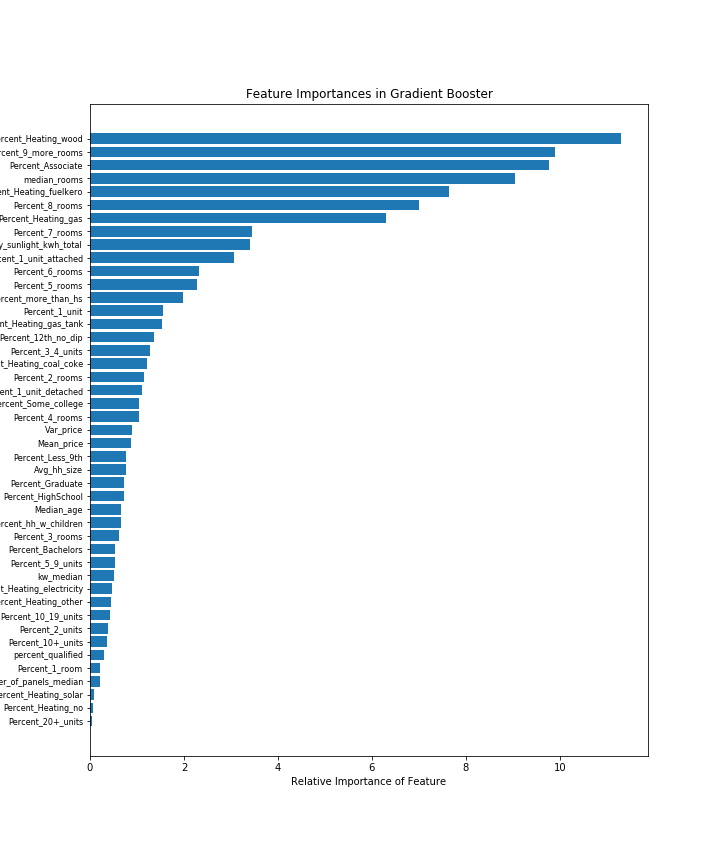 Feature Importances in Gradient Booster
ercent_Heating_wood
rcent_9_more_rooms
Percent_Associate
median_rooms
ent_Heating_fuelkero
Percent_8_rooms
Percent_Heating_gas
Percent_7_rooms
y_sunlight_kwh_total
cent_1_unit_attached
Percent_6_rooms
Percent_5_rooms
ercent_more_than_hs
Percent_1_unit
nt_Heating_gas_tank
Percent_12th_no_dip
Percent_3_4_units
t_Heating_coal_coke
Percent_2_rooms
ent_1_unit_detached
ercent_Some_college
Percent_4_rooms
Var_price
Mean_price
Percent_Less_9th
Avg_hh_size
Percent_Graduate
Percent_HighSchool
Median_age
ercent_hh_w_children
Percent_3_rooms
Percent_Bachelors
Percent_5_9_units
kw_median
t_Heating_electricity
ercent_Heating_other
Percent_10_19_units
Percent_2_units
Percent_10+_units
percent_qualified
Percent_1_room
er_of_panels_median
ercent_Heating_solar
Percent_Heating_no
Percent_20+_units
0 2 4 6 8 10
Relative Importance of Feature